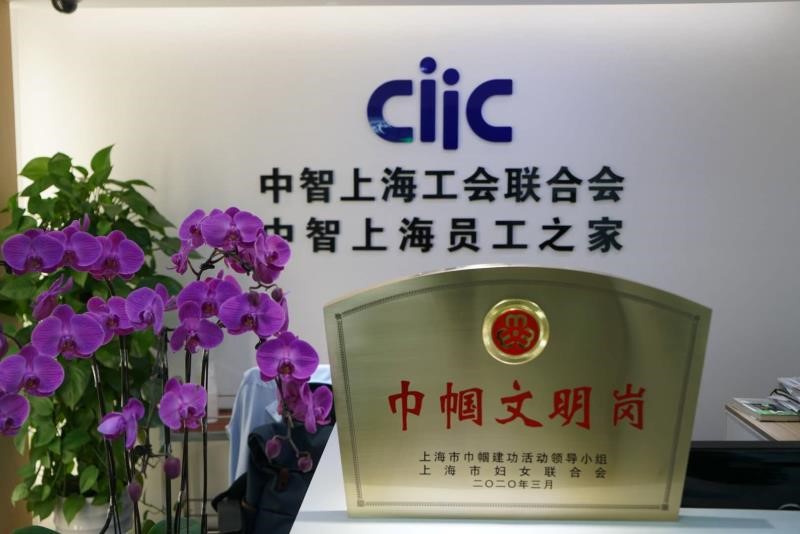 ciic
中智上海工会联合会
中智上海员工之家
巾帼文明岗
上海市巾帼建功活动领导小组
上海市妇女联合会
二〇二〇年三月